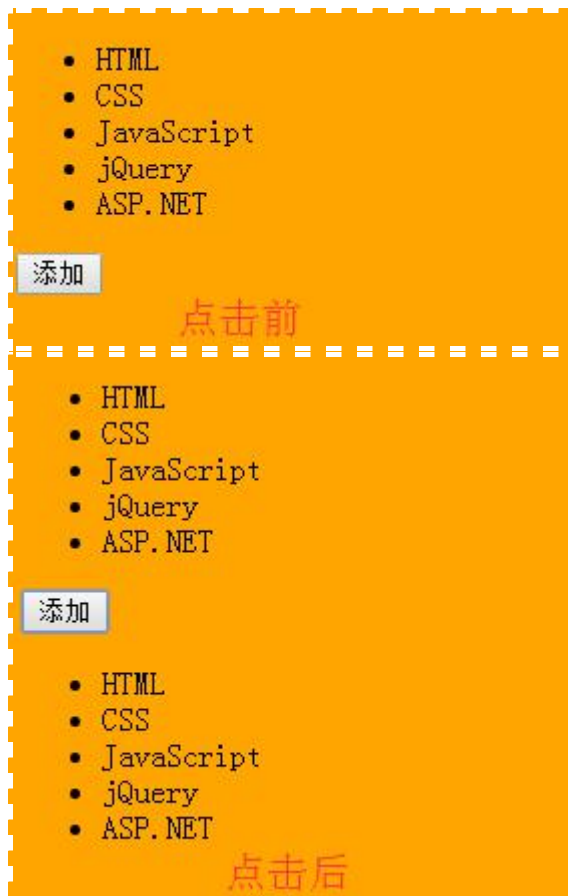 HTML
CSS
JavaScript
jQuery
ASP.NET
添加
点击前
HTML
CSS
JavaScript
jQuery
ASP.NET
添加
HTML
CSS
JavaScript
jQuery
ASP.NET
点击后